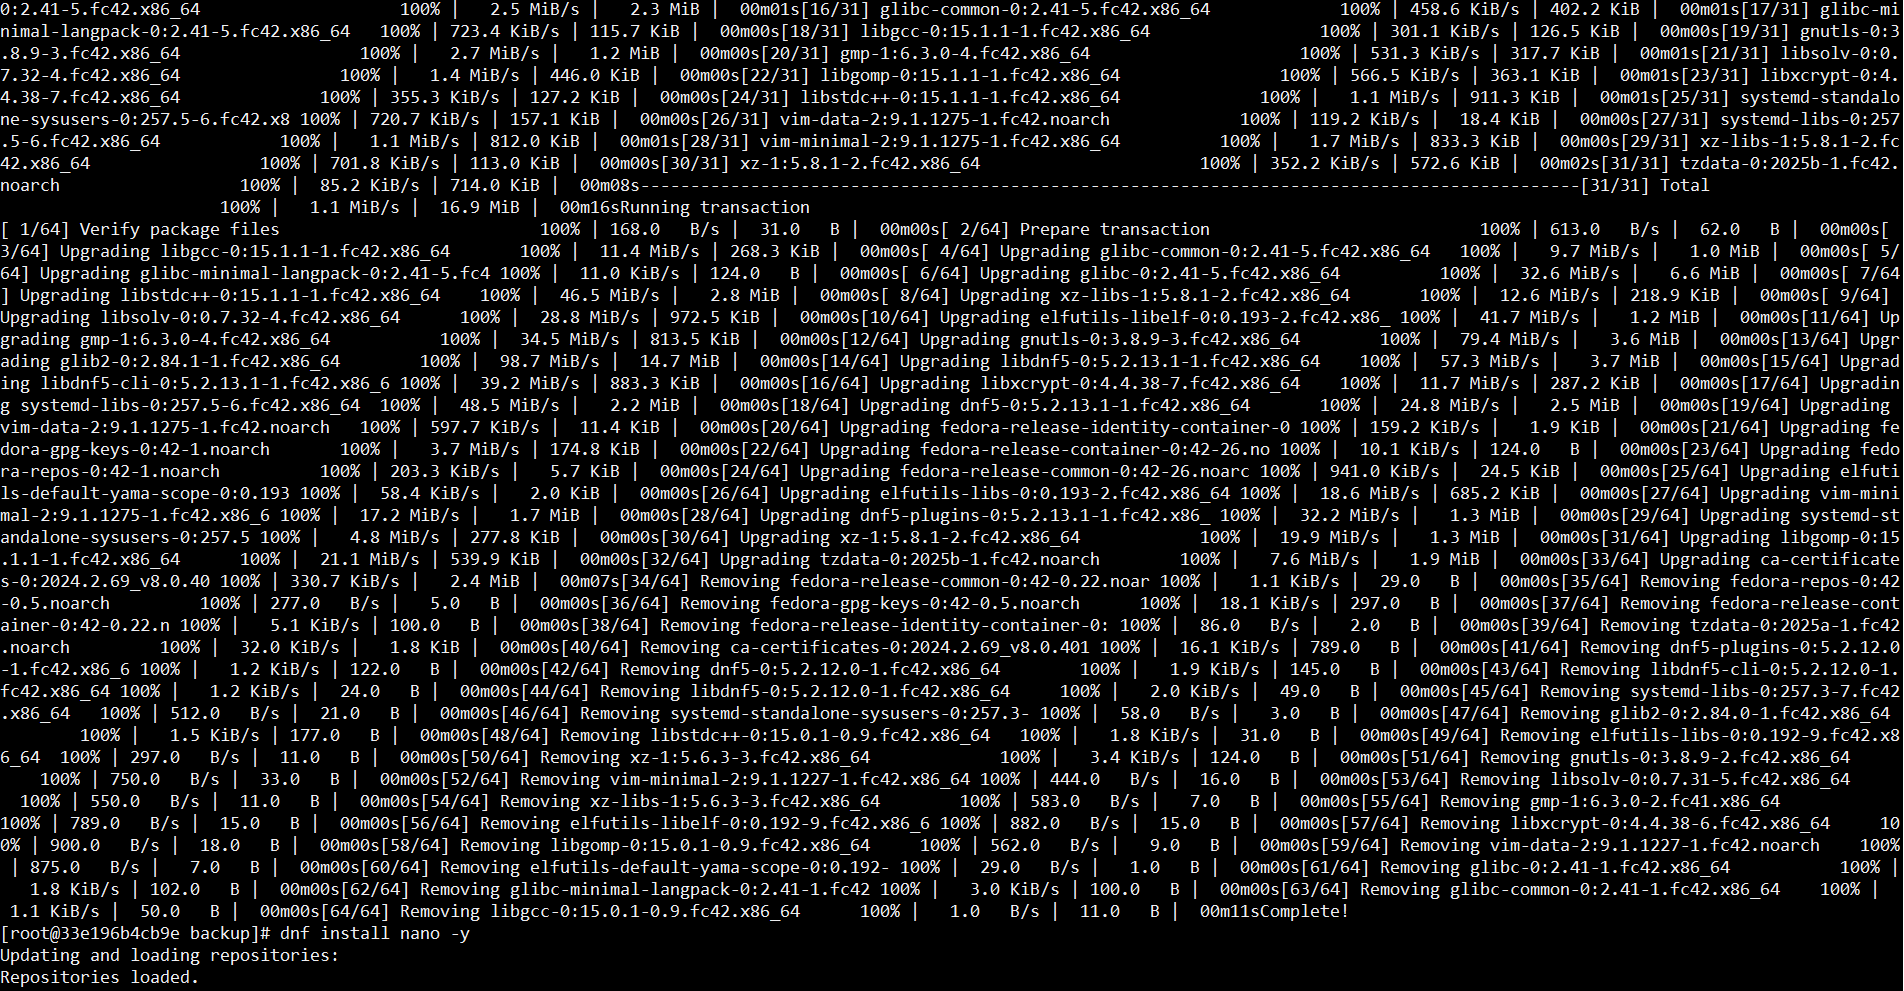 0:2.41-5.fc42.x86_64                    100% |   2.5 MiB/s |   2.3 MiB |  00m01s[16/31] glibc-common-0:2.41-5.fc42.x86_64             100% | 458.6 KiB/s | 402.2 KiB |  00m01s[17/31] glibc-mi
nimal-langpack-0:2.41-5.fc42.x86_64   100% | 723.4 KiB/s | 115.7 KiB |  00m00s[18/31] libgcc-0:15.1.1-1.fc42.x86_64                 100% | 301.1 KiB/s | 126.5 KiB |  00m00s[19/31] gnutls-0:3
.8.9-3.fc42.x86_64                  100% |   2.7 MiB/s |   1.2 MiB |  00m00s[20/31] gmp-1:6.3.0-4.fc42.x86_64                     100% | 531.3 KiB/s | 317.7 KiB |  00m01s[21/31] libsolv-0:0.
7.32-4.fc42.x86_64                100% |   1.4 MiB/s | 446.0 KiB |  00m00s[22/31] libgomp-0:15.1.1-1.fc42.x86_64                100% | 566.5 KiB/s | 363.1 KiB |  00m01s[23/31] libxcrypt-0:4.
4.38-7.fc42.x86_64              100% | 355.3 KiB/s | 127.2 KiB |  00m00s[24/31] libstdc++-0:15.1.1-1.fc42.x86_64              100% |   1.1 MiB/s | 911.3 KiB |  00m01s[25/31] systemd-standalo
ne-sysusers-0:257.5-6.fc42.x8 100% | 720.7 KiB/s | 157.1 KiB |  00m00s[26/31] vim-data-2:9.1.1275-1.fc42.noarch             100% | 119.2 KiB/s |  18.4 KiB |  00m00s[27/31] systemd-libs-0:257
.5-6.fc42.x86_64            100% |   1.1 MiB/s | 812.0 KiB |  00m01s[28/31] vim-minimal-2:9.1.1275-1.fc42.x86_64          100% |   1.7 MiB/s | 833.3 KiB |  00m00s[29/31] xz-libs-1:5.8.1-2.fc
42.x86_64                 100% | 701.8 KiB/s | 113.0 KiB |  00m00s[30/31] xz-1:5.8.1-2.fc42.x86_64                      100% | 352.2 KiB/s | 572.6 KiB |  00m02s[31/31] tzdata-0:2025b-1.fc42.
noarch                  100% |  85.2 KiB/s | 714.0 KiB |  00m08s----------------------------------------------------------------------------------------------[31/31] Total
                      100% |   1.1 MiB/s |  16.9 MiB |  00m16sRunning transaction
[ 1/64] Verify package files                          100% | 168.0   B/s |  31.0   B |  00m00s[ 2/64] Prepare transaction                           100% | 613.0   B/s |  62.0   B |  00m00s[
3/64] Upgrading libgcc-0:15.1.1-1.fc42.x86_64       100% |  11.4 MiB/s | 268.3 KiB |  00m00s[ 4/64] Upgrading glibc-common-0:2.41-5.fc42.x86_64   100% |   9.7 MiB/s |   1.0 MiB |  00m00s[ 5/
64] Upgrading glibc-minimal-langpack-0:2.41-5.fc4 100% |  11.0 KiB/s | 124.0   B |  00m00s[ 6/64] Upgrading glibc-0:2.41-5.fc42.x86_64          100% |  32.6 MiB/s |   6.6 MiB |  00m00s[ 7/64
] Upgrading libstdc++-0:15.1.1-1.fc42.x86_64    100% |  46.5 MiB/s |   2.8 MiB |  00m00s[ 8/64] Upgrading xz-libs-1:5.8.1-2.fc42.x86_64       100% |  12.6 MiB/s | 218.9 KiB |  00m00s[ 9/64]
Upgrading libsolv-0:0.7.32-4.fc42.x86_64      100% |  28.8 MiB/s | 972.5 KiB |  00m00s[10/64] Upgrading elfutils-libelf-0:0.193-2.fc42.x86_ 100% |  41.7 MiB/s |   1.2 MiB |  00m00s[11/64] Up
grading gmp-1:6.3.0-4.fc42.x86_64           100% |  34.5 MiB/s | 813.5 KiB |  00m00s[12/64] Upgrading gnutls-0:3.8.9-3.fc42.x86_64        100% |  79.4 MiB/s |   3.6 MiB |  00m00s[13/64] Upgr
ading glib2-0:2.84.1-1.fc42.x86_64        100% |  98.7 MiB/s |  14.7 MiB |  00m00s[14/64] Upgrading libdnf5-0:5.2.13.1-1.fc42.x86_64    100% |  57.3 MiB/s |   3.7 MiB |  00m00s[15/64] Upgrad
ing libdnf5-cli-0:5.2.13.1-1.fc42.x86_6 100% |  39.2 MiB/s | 883.3 KiB |  00m00s[16/64] Upgrading libxcrypt-0:4.4.38-7.fc42.x86_64    100% |  11.7 MiB/s | 287.2 KiB |  00m00s[17/64] Upgradin
g systemd-libs-0:257.5-6.fc42.x86_64  100% |  48.5 MiB/s |   2.2 MiB |  00m00s[18/64] Upgrading dnf5-0:5.2.13.1-1.fc42.x86_64       100% |  24.8 MiB/s |   2.5 MiB |  00m00s[19/64] Upgrading
vim-data-2:9.1.1275-1.fc42.noarch   100% | 597.7 KiB/s |  11.4 KiB |  00m00s[20/64] Upgrading fedora-release-identity-container-0 100% | 159.2 KiB/s |   1.9 KiB |  00m00s[21/64] Upgrading fe
dora-gpg-keys-0:42-1.noarch       100% |   3.7 MiB/s | 174.8 KiB |  00m00s[22/64] Upgrading fedora-release-container-0:42-26.no 100% |  10.1 KiB/s | 124.0   B |  00m00s[23/64] Upgrading fedo
ra-repos-0:42-1.noarch          100% | 203.3 KiB/s |   5.7 KiB |  00m00s[24/64] Upgrading fedora-release-common-0:42-26.noarc 100% | 941.0 KiB/s |  24.5 KiB |  00m00s[25/64] Upgrading elfuti
ls-default-yama-scope-0:0.193 100% |  58.4 KiB/s |   2.0 KiB |  00m00s[26/64] Upgrading elfutils-libs-0:0.193-2.fc42.x86_64 100% |  18.6 MiB/s | 685.2 KiB |  00m00s[27/64] Upgrading vim-mini
mal-2:9.1.1275-1.fc42.x86_6 100% |  17.2 MiB/s |   1.7 MiB |  00m00s[28/64] Upgrading dnf5-plugins-0:5.2.13.1-1.fc42.x86_ 100% |  32.2 MiB/s |   1.3 MiB |  00m00s[29/64] Upgrading systemd-st
andalone-sysusers-0:257.5 100% |   4.8 MiB/s | 277.8 KiB |  00m00s[30/64] Upgrading xz-1:5.8.1-2.fc42.x86_64            100% |  19.9 MiB/s |   1.3 MiB |  00m00s[31/64] Upgrading libgomp-0:15
.1.1-1.fc42.x86_64      100% |  21.1 MiB/s | 539.9 KiB |  00m00s[32/64] Upgrading tzdata-0:2025b-1.fc42.noarch        100% |   7.6 MiB/s |   1.9 MiB |  00m00s[33/64] Upgrading ca-certificate
s-0:2024.2.69_v8.0.40 100% | 330.7 KiB/s |   2.4 MiB |  00m07s[34/64] Removing fedora-release-common-0:42-0.22.noar 100% |   1.1 KiB/s |  29.0   B |  00m00s[35/64] Removing fedora-repos-0:42
-0.5.noarch         100% | 277.0   B/s |   5.0   B |  00m00s[36/64] Removing fedora-gpg-keys-0:42-0.5.noarch      100% |  18.1 KiB/s | 297.0   B |  00m00s[37/64] Removing fedora-release-cont
ainer-0:42-0.22.n 100% |   5.1 KiB/s | 100.0   B |  00m00s[38/64] Removing fedora-release-identity-container-0: 100% |  86.0   B/s |   2.0   B |  00m00s[39/64] Removing tzdata-0:2025a-1.fc42
.noarch         100% |  32.0 KiB/s |   1.8 KiB |  00m00s[40/64] Removing ca-certificates-0:2024.2.69_v8.0.401 100% |  16.1 KiB/s | 789.0   B |  00m00s[41/64] Removing dnf5-plugins-0:5.2.12.0
-1.fc42.x86_6 100% |   1.2 KiB/s | 122.0   B |  00m00s[42/64] Removing dnf5-0:5.2.12.0-1.fc42.x86_64        100% |   1.9 KiB/s | 145.0   B |  00m00s[43/64] Removing libdnf5-cli-0:5.2.12.0-1.
fc42.x86_64 100% |   1.2 KiB/s |  24.0   B |  00m00s[44/64] Removing libdnf5-0:5.2.12.0-1.fc42.x86_64     100% |   2.0 KiB/s |  49.0   B |  00m00s[45/64] Removing systemd-libs-0:257.3-7.fc42
.x86_64   100% | 512.0   B/s |  21.0   B |  00m00s[46/64] Removing systemd-standalone-sysusers-0:257.3- 100% |  58.0   B/s |   3.0   B |  00m00s[47/64] Removing glib2-0:2.84.0-1.fc42.x86_64
        100% |   1.5 KiB/s | 177.0   B |  00m00s[48/64] Removing libstdc++-0:15.0.1-0.9.fc42.x86_64   100% |   1.8 KiB/s |  31.0   B |  00m00s[49/64] Removing elfutils-libs-0:0.192-9.fc42.x8
6_64  100% | 297.0   B/s |  11.0   B |  00m00s[50/64] Removing xz-1:5.6.3-3.fc42.x86_64             100% |   3.4 KiB/s | 124.0   B |  00m00s[51/64] Removing gnutls-0:3.8.9-2.fc42.x86_64
    100% | 750.0   B/s |  33.0   B |  00m00s[52/64] Removing vim-minimal-2:9.1.1227-1.fc42.x86_64 100% | 444.0   B/s |  16.0   B |  00m00s[53/64] Removing libsolv-0:0.7.31-5.fc42.x86_64
  100% | 550.0   B/s |  11.0   B |  00m00s[54/64] Removing xz-libs-1:5.6.3-3.fc42.x86_64        100% | 583.0   B/s |   7.0   B |  00m00s[55/64] Removing gmp-1:6.3.0-2.fc41.x86_64
100% | 789.0   B/s |  15.0   B |  00m00s[56/64] Removing elfutils-libelf-0:0.192-9.fc42.x86_6 100% | 882.0   B/s |  15.0   B |  00m00s[57/64] Removing libxcrypt-0:4.4.38-6.fc42.x86_64     10
0% | 900.0   B/s |  18.0   B |  00m00s[58/64] Removing libgomp-0:15.0.1-0.9.fc42.x86_64     100% | 562.0   B/s |   9.0   B |  00m00s[59/64] Removing vim-data-2:9.1.1227-1.fc42.noarch    100%
| 875.0   B/s |   7.0   B |  00m00s[60/64] Removing elfutils-default-yama-scope-0:0.192- 100% |  29.0   B/s |   1.0   B |  00m00s[61/64] Removing glibc-0:2.41-1.fc42.x86_64           100% |
  1.8 KiB/s | 102.0   B |  00m00s[62/64] Removing glibc-minimal-langpack-0:2.41-1.fc42 100% |   3.0 KiB/s | 100.0   B |  00m00s[63/64] Removing glibc-common-0:2.41-1.fc42.x86_64    100% |
 1.1 KiB/s |  50.0   B |  00m00s[64/64] Removing libgcc-0:15.0.1-0.9.fc42.x86_64      100% |   1.0   B/s |  11.0   B |  00m11sComplete!
[root@33e196b4cb9e backup]# dnf install nano -y
Updating and loading repositories:
Repositories loaded.